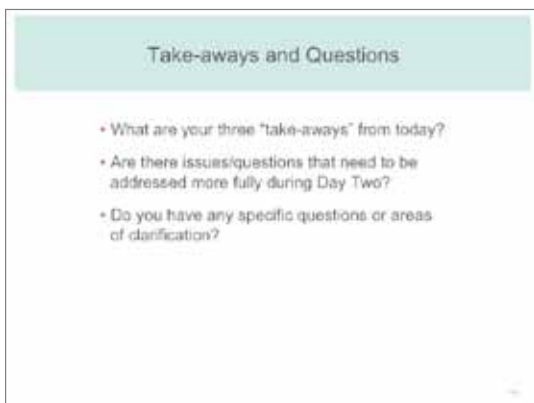 Take-aways and Questions
• What are your three "take-aways" from today?
• Are there issues/questions that need to be
addressed more fully during Day Two?
• Do you have any specific questions or areas
of clarification?